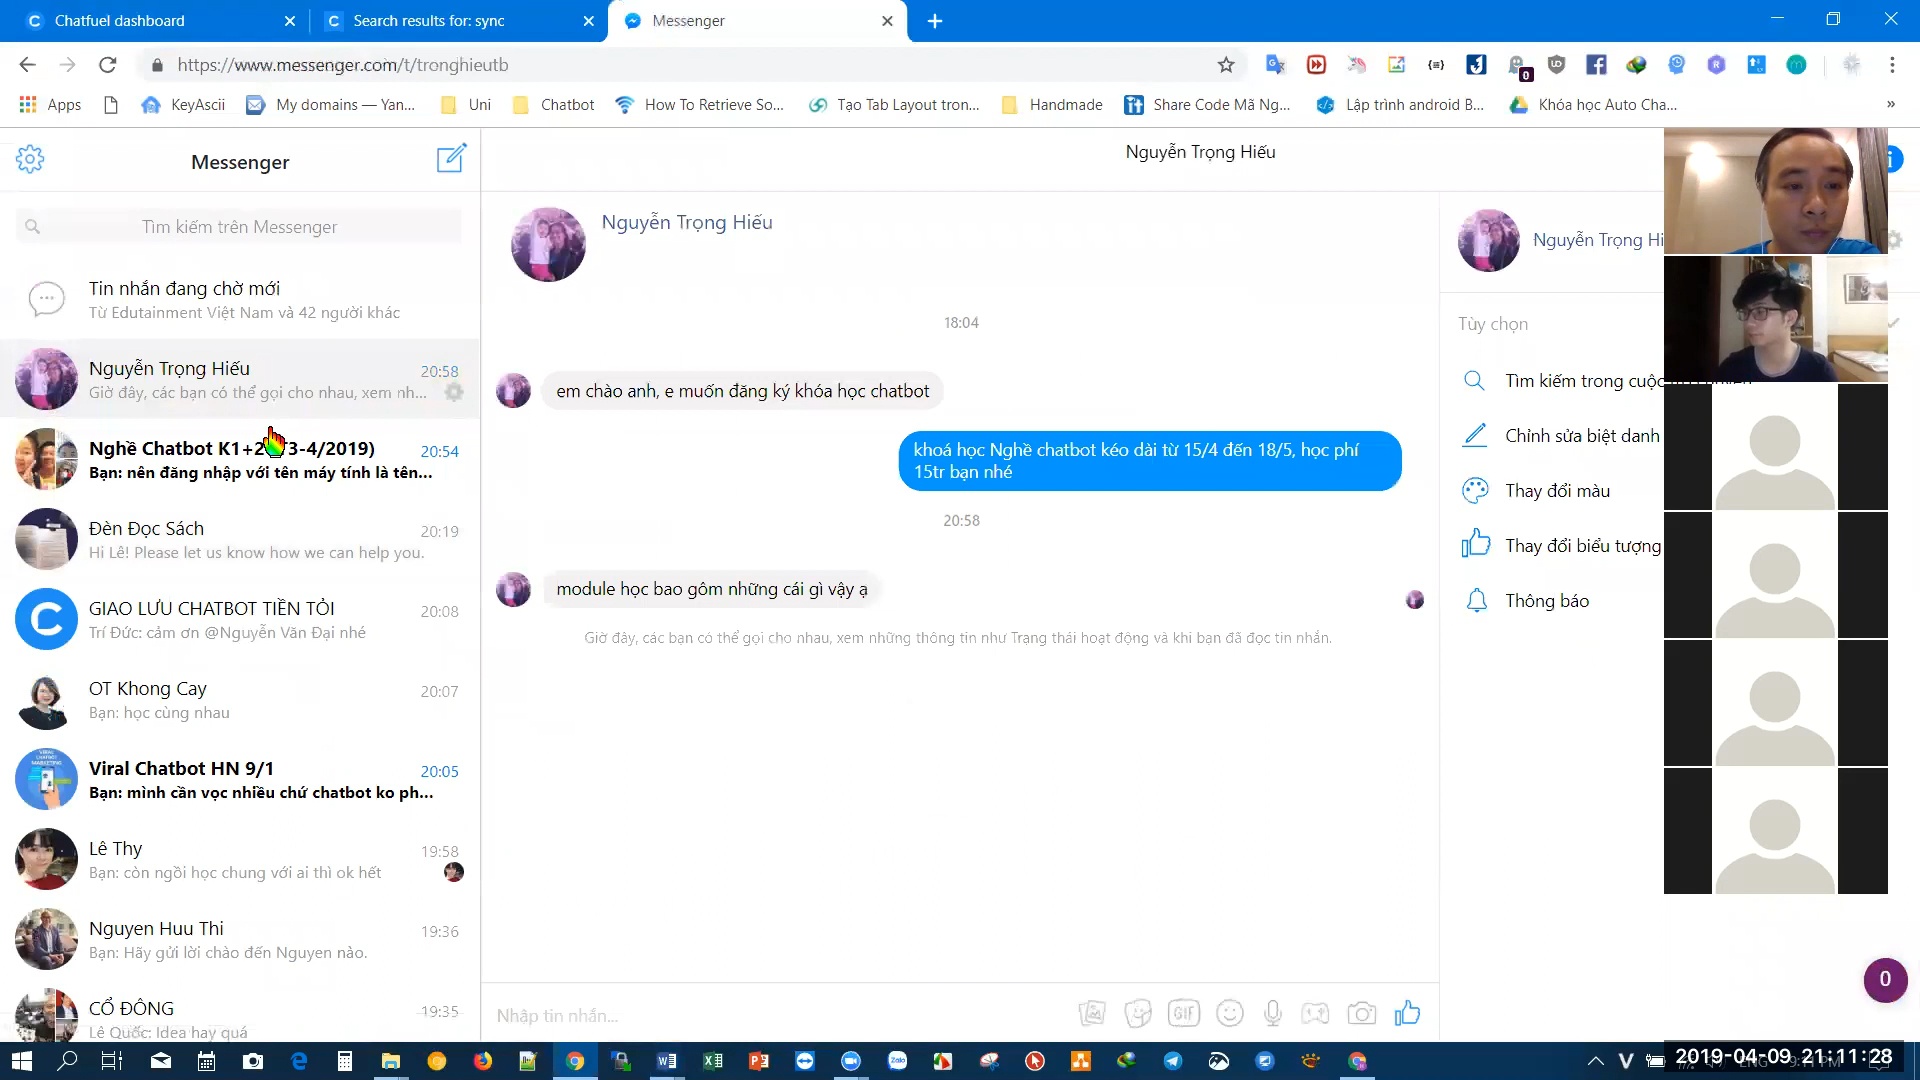 Chatfuel dashboard
Search results for: sync
Messenger
https://www.messenger.com/t/tronghieutb
0
Apps
KeyAscii
My domains — Yan...
Uni
Chatbot
How To Retrieve So...
Tạo Tab Layout tron...
Handmade
Share Code Mã Ng...
Lập trình android B...
Khóa học Auto Cha...
»
Messenger
Tìm kiếm trên Messenger
Tin nhắn đang chờ mới
Từ Edutainment Việt Nam và 42 người khác
Nguyễn Trọng Hiếu
20:58
Giờ đây, các bạn có thể gọi cho nhau, xem nh...
Nghề Chatbot K1+2 3-4/2019)
20:54
Bạn: nên đăng nhập với tên máy tính là tên...
Đèn Đọc Sách
20:19
Hi Lê! Please let us know how we can help you.
GIAO LƯU CHATBOT TIỀN TỎI
20:08
Trí Đức: cảm ơn @Nguyễn Văn Đại nhé
OT Khong Cay
20:07
Bạn: học cùng nhau
Viral Chatbot HN 9/1
20:05
Bạn: mình cần vọc nhiều chứ chatbot ko ph...
Lê Thy
19:58
Bạn: còn ngồi học chung với ai thì ok hết
Nguyen Huu Thi
19:36
Bạn: Hãy gửi lời chào đến Nguyen nào.
CỔ ĐÔNG
19:35
Lê Quốc: Idea hay quá
Nguyễn Trọng Hiếu
Nguyễn Trọng Hiếu
18:04
em chào anh, e muốn đăng ký khóa học chatbot
khoá học Nghề chatbot kéo dài từ 15/4 đến 18/5, học phí
15tr bạn nhé
20:58
module học bao gôm những cái gì vậy ạ
Giờ đây, các bạn có thể gọi cho nhau, xem những thông tin như Trạng thái hoạt động và khi bạn đã đọc tin nhắn.
Nhập tin nhắn...
GIF
Nguyễn Trọng Hi
Tùy chọn
Tìm kiếm trong cuộc
Chỉnh sửa biệt danh
Thay đổi màu
Thay đổi biểu tượng
Thông báo
0
2019-04-09 21:11:28